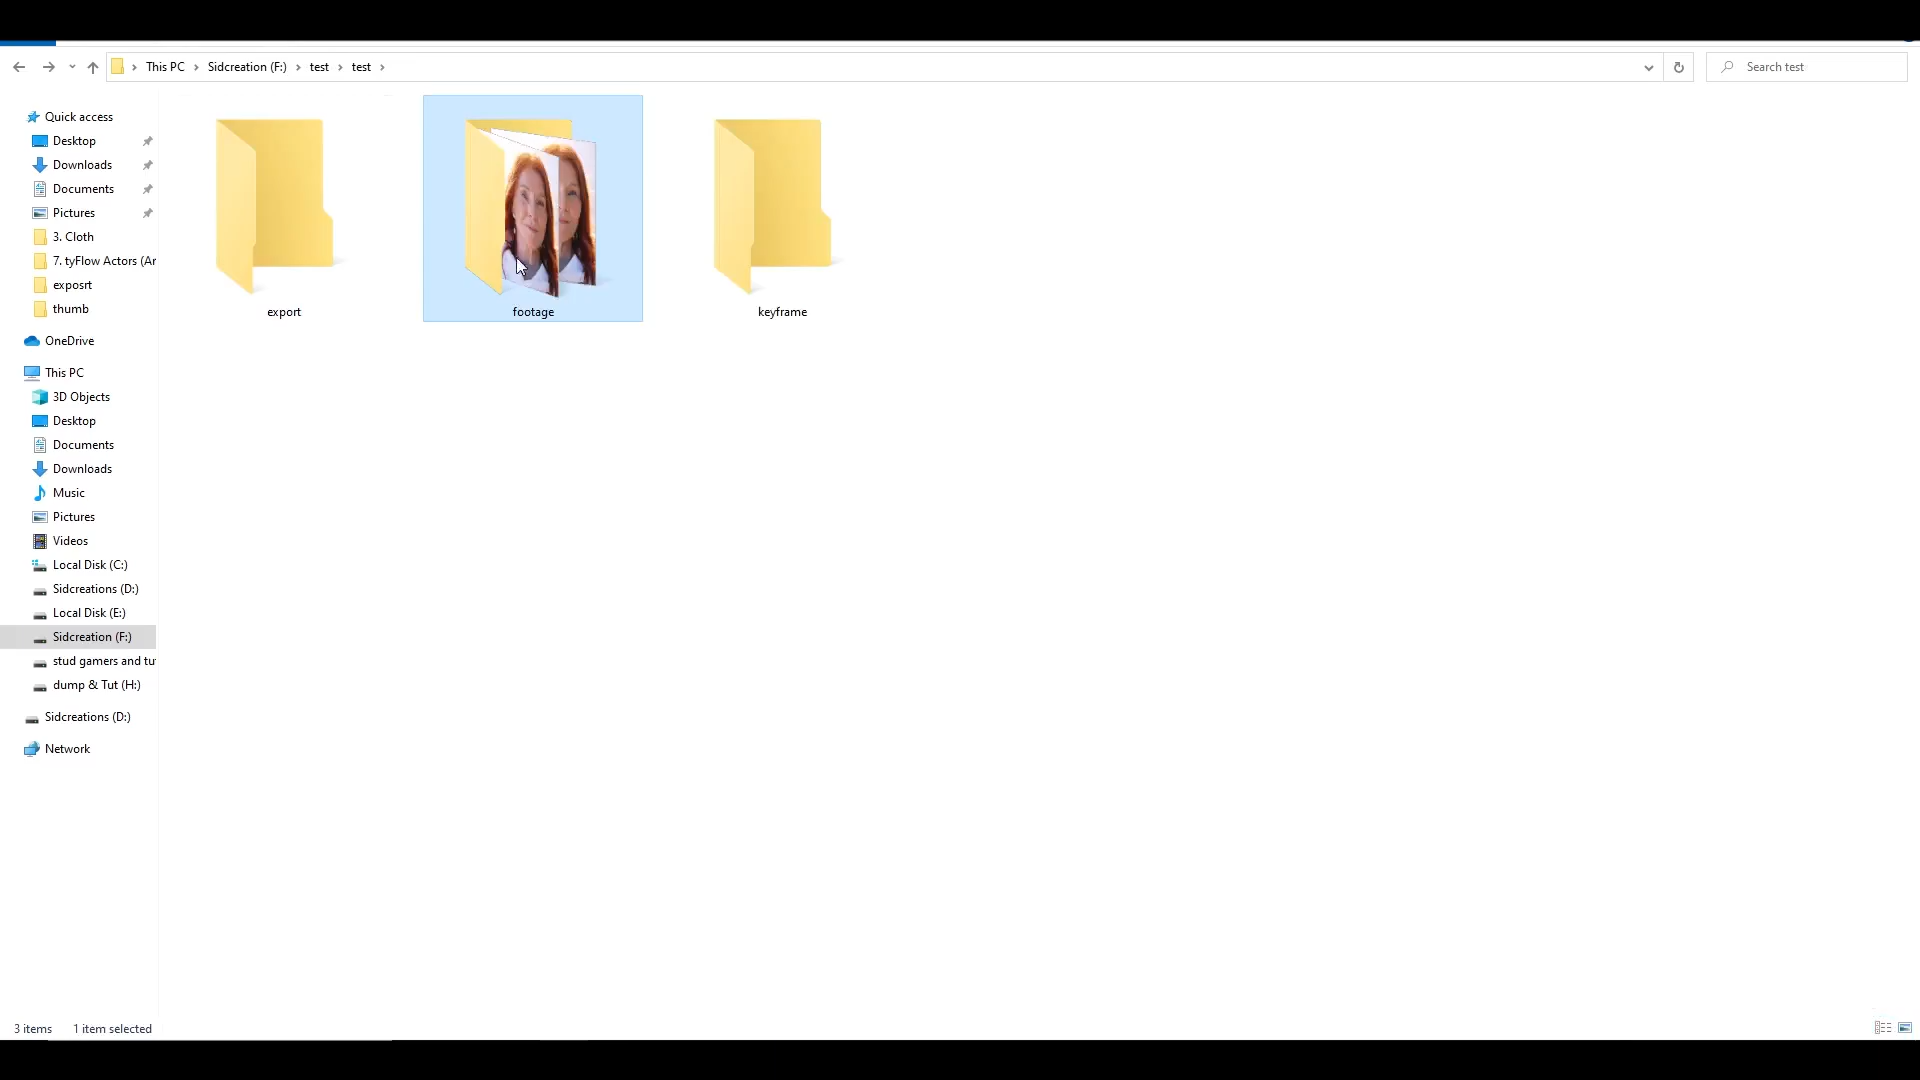 This PC
Sidcreation (F:)
test
test
Search test
Quick access
Desktop
Downloads
Documents
Pictures
3. Cloth
7. tyFlow Actors (Ar
exposrt
thumb
OneDrive
This PC
3D Objects
Desktop
Documents
Downloads
Music
Pictures
Videos
Local Disk (C:)
Sidcreations (D:)
Local Disk (E:)
Sidcreation (F:)
stud gamers and tu
dump & Tut (H:)
Sidcreations (D:)
Network
export
footage
keyframe
3 items
1 item selected